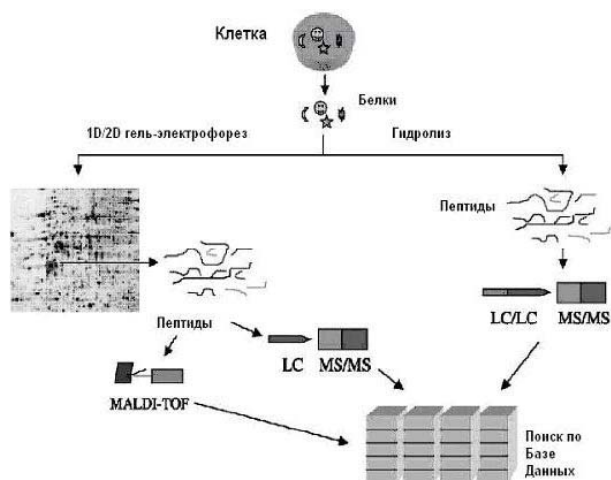 Клетка
Белки
1D/2D гель-электрофорез
Гидролиз
Пептиды
LC/LC MS/MS
Пептиды
LC MS/MS
MALDI-TOF
Поиск по
Базе
Данных